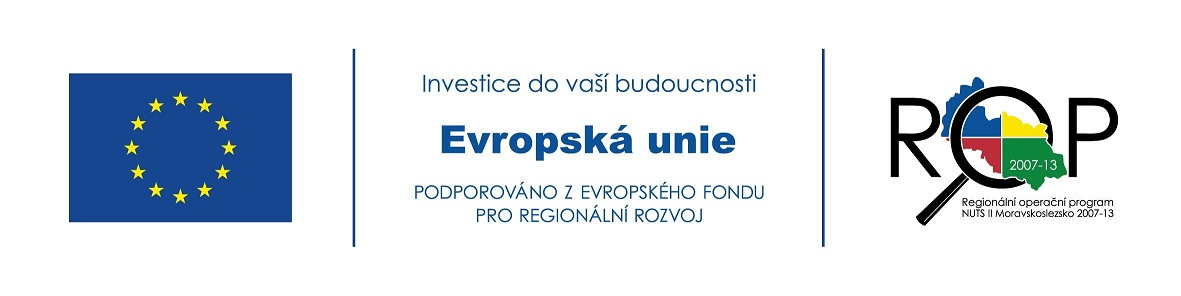 Investice do vaší budoucnosti
Evropská unie
PODPOROVÁNO Z EVROPSKÉHO FONDU
PRO REGIONÁLNÍ ROZVOJ
ROP
2007-13
Regionální operační program
NUTS II Moravskoslezsko 2007-13